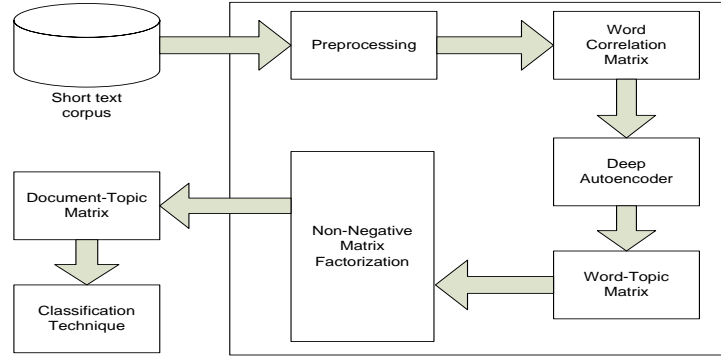 Short text
corpus
Preprocessing
Word
Correlation
Matrix
Deep
Autoencoder
Word-Topic
Matrix
Non-Negative
Matrix
Factorization
Document-Topic
Matrix
Classification
Technique